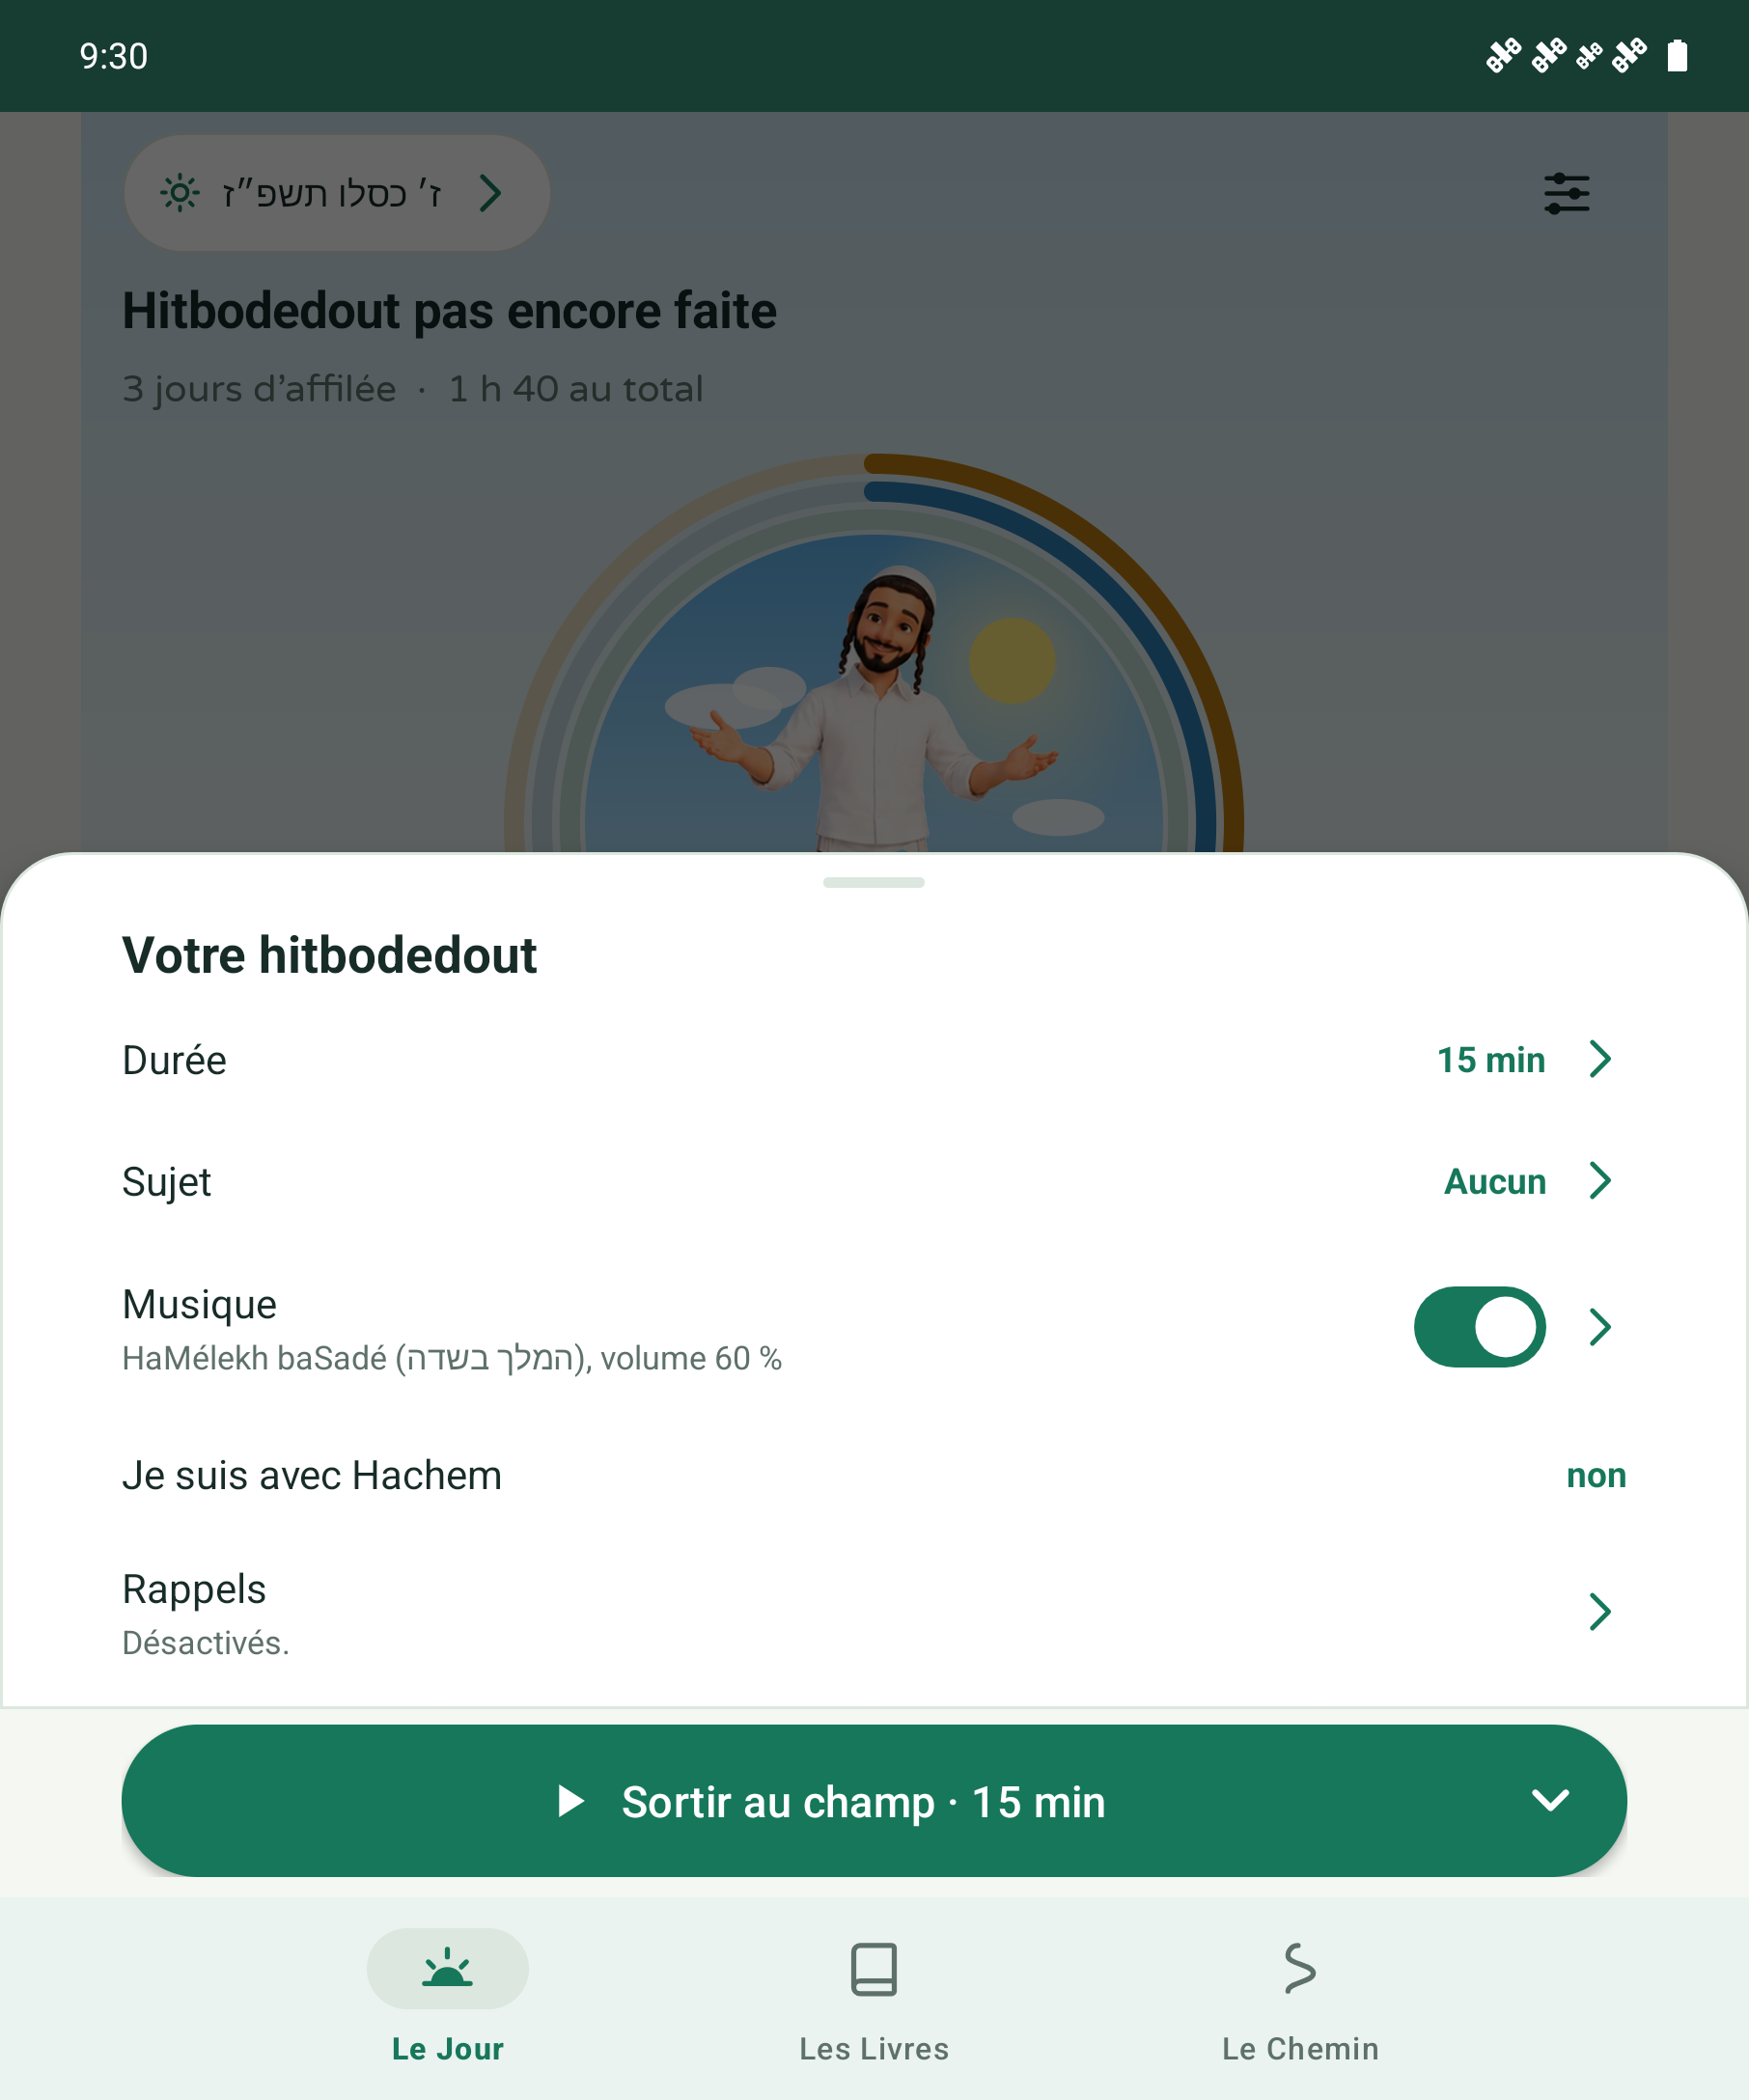 9:30
ז׳ כסלו תשפ״ז
Hitbodedout pas encore faite
3 jours d’affilée · 1 h 40 au total
Votre hitbodedout
Durée 15 min
Sujet Aucun
Musique
HaMélekh baSadé (המלך בשדה), volume 60 %
Je suis avec Hachem non
Rappels
Désactivés.
Sortir au champ · 15 min
Le Jour Les Livres Le Chemin